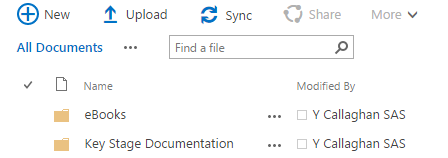 New Upload Sync Share More
All Documents ••• Find a file
Name Modified By
eBooks ••• Y Callaghan SAS
Key Stage Documentation ••• Y Callaghan SAS